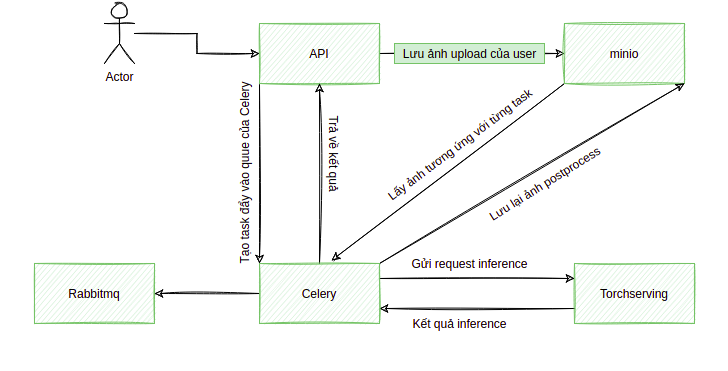 Actor
API
Lưu ảnh upload của user
minio
Tạo task đẩy vào quue của Celery
Trả về kết quả
Lấy ảnh tương ứng với từng task
Lưu lại ảnh postprocess
Rabbitmq
Celery
Gửi request inference
Torchserving
Kết quả inference